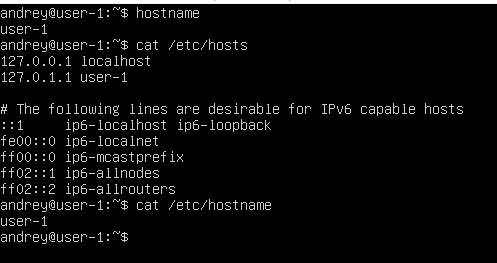 andrey@user-1:~$ hostname
user-1
andrey@user-1:~$ cat /etc/hosts
127.0.0.1 localhost
127.0.1.1 user-1

# The following lines are desirable for IPv6 capable hosts
::1     ip6-localhost ip6-loopback
fe00::0 ip6-localnet
ff00::0 ip6-mcastprefix
ff02::1 ip6-allnodes
ff02::2 ip6-allrouters
andrey@user-1:~$ cat /etc/hostname
user-1
andrey@user-1:~$